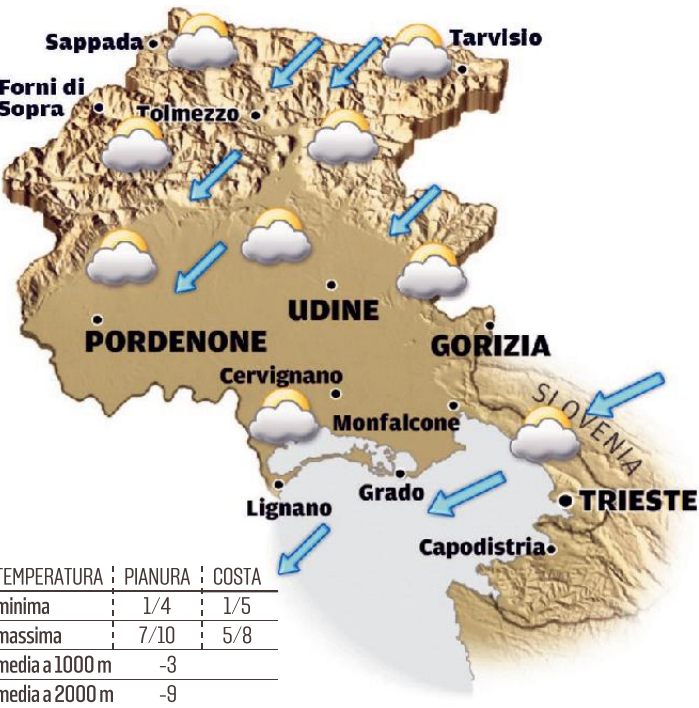 Sappada
Tarvisio
Forni di
Sopra
Tolmezzo
UDINE
PORDENONE
GORIZIA
Cervignano
SLOVENIA
Monfalcone
Grado
Lignano
TRIESTE
Capodistria
TEMPERATURA PIANURA COSTA
minima 1/4 1/5
massima 7/10 5/8
media a 1000 m -3
media a 2000 m -9